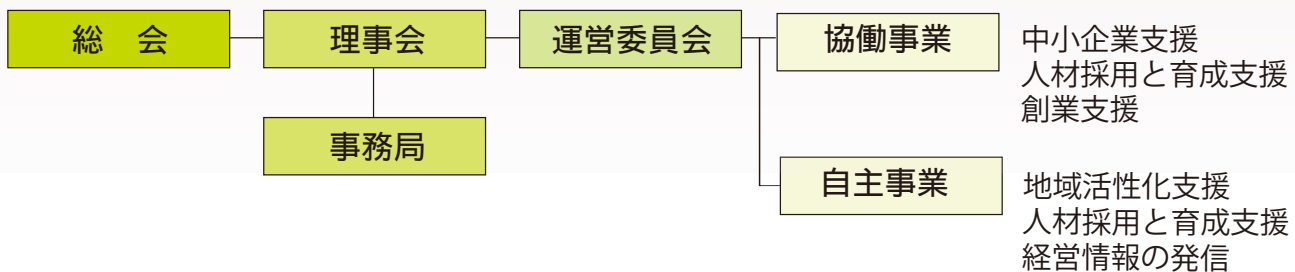 総　会
理事会
運営委員会
協働事業
中小企業支援
人材採用と育成支援
創業支援
事務局
自主事業
地域活性化支援
人材採用と育成支援
経営情報の発信